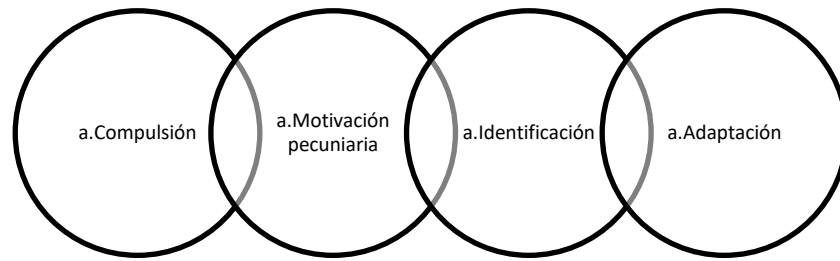 a.Compulsión
a.Motivación
pecuniaria
a.Identificación
a.Adaptación